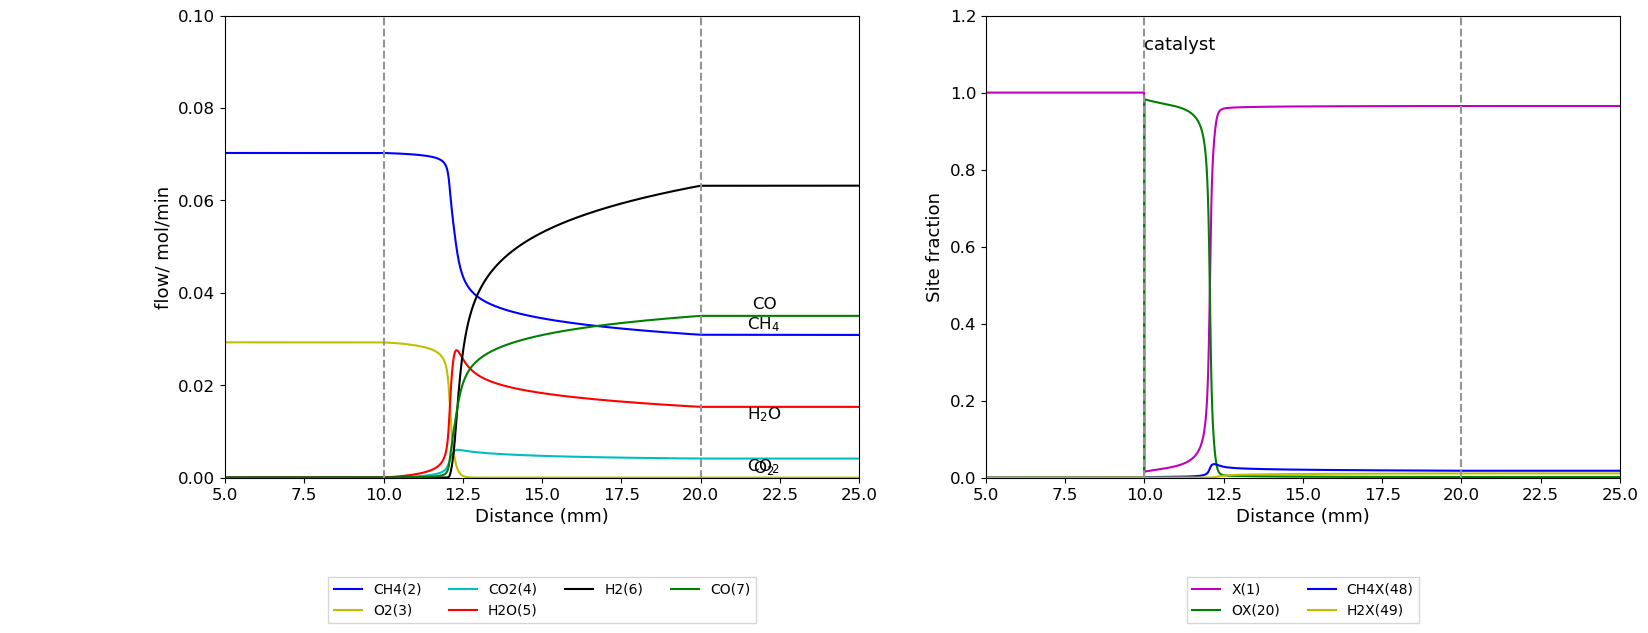 0.10
0.08
0.06
0.04
0.02
0.00
flow/ mol/min
CO
CH₄
H₂O
CO₂
O₂
5.0 7.5 10.0 12.5 15.0 17.5 20.0 22.5 25.0
Distance (mm)
CH4(2) CO2(4) H2(6) CO(7)
O2(3) H2O(5)
1.2
1.0
0.8
0.6
0.4
0.2
0.0
Site fraction
catalyst
5.0 7.5 10.0 12.5 15.0 17.5 20.0 22.5 25.0
Distance (mm)
X(1) CH4X(48)
OX(20) H2X(49)